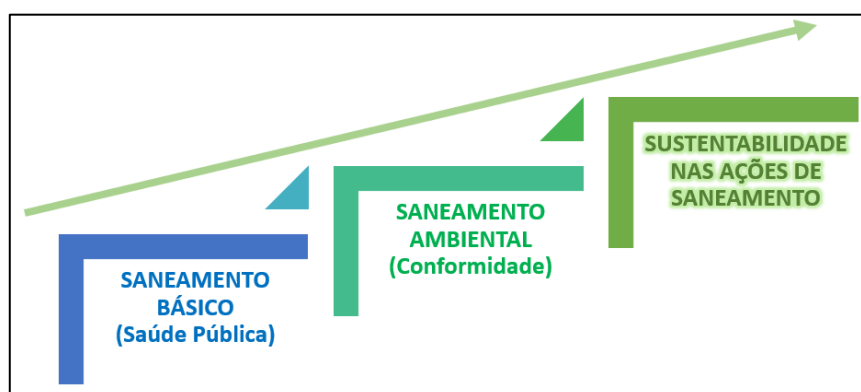 SANEAMENTO
BÁSICO
(Saúde Pública)
SANEAMENTO
AMBIENTAL
(Conformidade)
SUSTENTABILIDADE
NAS AÇÕES DE
SANEAMENTO